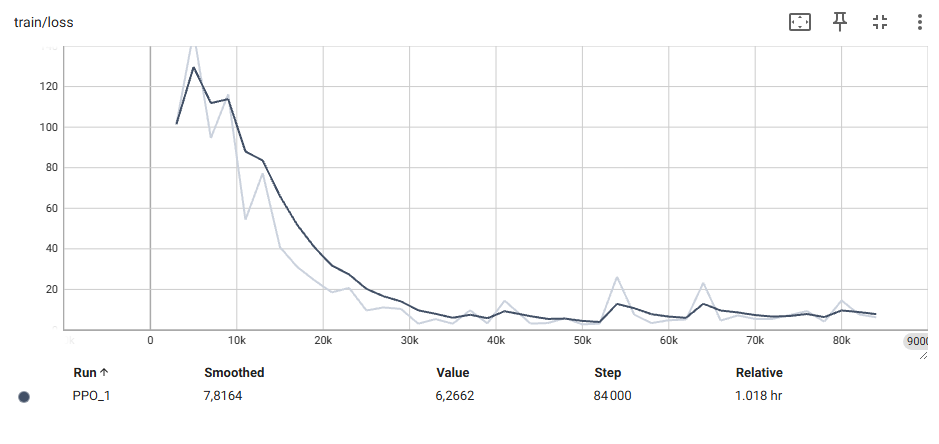 train/loss
120
100
80
60
40
20
0 10k 20k 30k 40k 50k 60k 70k 80k 9000
Run Smoothed Value Step Relative
PPO_1 7,8164 6,2662 84 000 1.018 hr